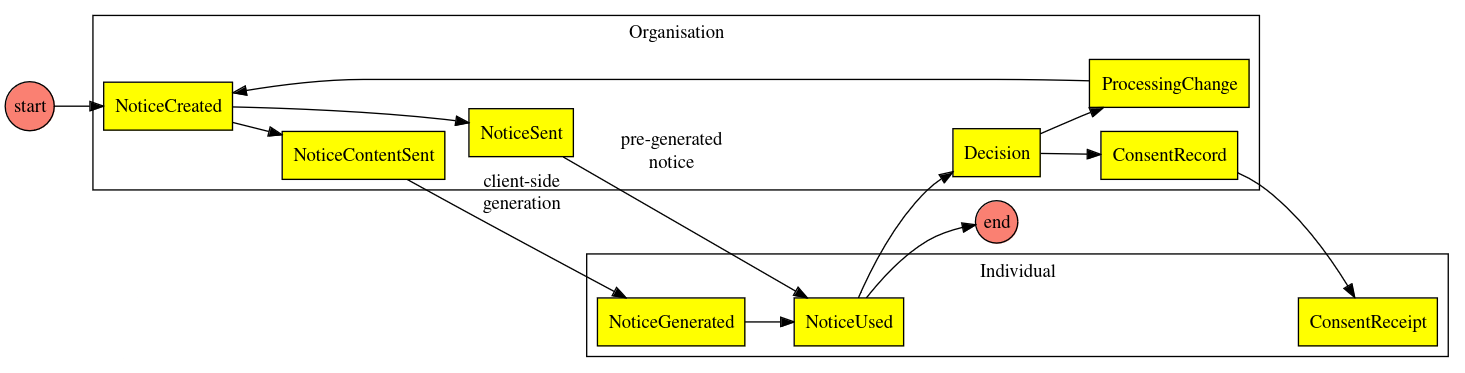 Organisation
start
NoticeCreated
NoticeContentSent
NoticeSent
client-side
generation
pre-generated
notice
Decision
ProcessingChange
ConsentRecord
end
Individual
NoticeGenerated
NoticeUsed
ConsentReceipt